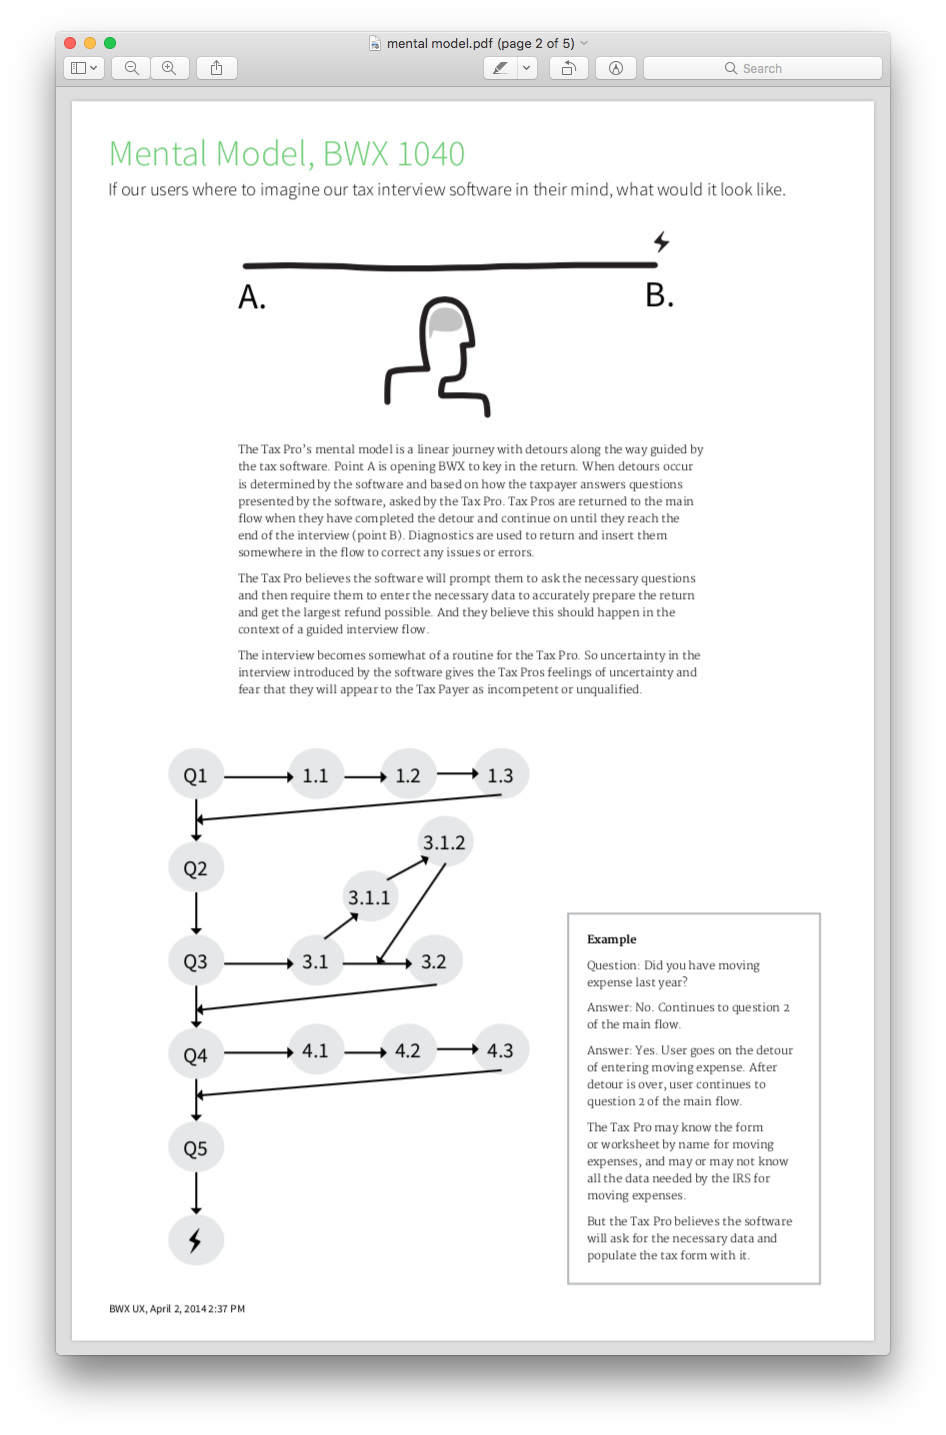 mental model.pdf (page 2 of 5)
Search
Mental Model, BWX 1040
If our users where to imagine our tax interview software in their mind, what would it look like.
A.
B.
The Tax Pro's mental model is a linear journey with detours along the way guided by
the tax software. Point A is opening BWX to key in the return. When detours occur
is determined by the software and based on how the taxpayer answers questions
presented by the software, asked by the Tax Pro. Tax Pros are returned to the main
flow when they have completed the detour and continue on until they reach the
end of the interview (point B). Diagnostics are used to return and insert them
somewhere in the flow to correct any issues or errors.
The Tax Pro believes the software will prompt them to ask the necessary questions
and then require them to enter the necessary data to accurately prepare the return
and get the largest refund possible. And they believe this should happen in the
context of a guided interview flow.
The interview becomes somewhat of a routine for the Tax Pro. So uncertainty in the
interview introduced by the software gives the Tax Pros feelings of uncertainty and
fear that they will appear to the Tax Payer as incompetent or unqualified.
Q1
1.1
1.2
1.3
3.1.2
Q2
3.1.1
Q3
3.1
3.2
Q4
4.1
4.2
4.3
Q5
Example
Question: Did you have moving
expense last year?
Answer: No. Continues to question 2
of the main flow.
Answer: Yes. User goes on the detour
of entering moving expense. After
detour is over, user continues to
question 2 of the main flow.
The Tax Pro may know the form
or worksheet by name for moving
expenses, and may or may not know
all the data needed by the IRS for
moving expenses.
But the Tax Pro believes the software
will ask for the necessary data and
populate the tax form with it.
BWX UX, April 2, 2014 2:37 PM